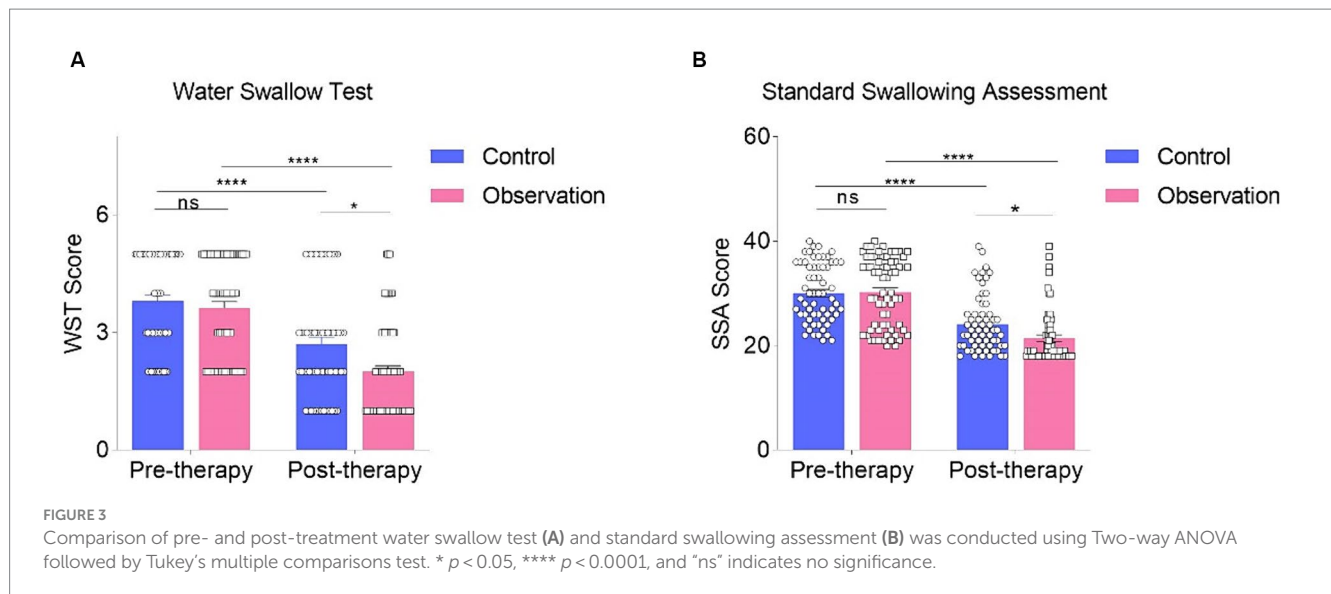 A
Water Swallow Test
WST Score
6
3
0
****
****
ns
*
Control
Observation
Pre-therapy
Post-therapy
B
Standard Swallowing Assessment
SSA Score
60
40
20
0
****
****
ns
*
Control
Observation
Pre-therapy
Post-therapy
FIGURE 3
Comparison of pre- and post-treatment water swallow test (A) and standard swallowing assessment (B) was conducted using Two-way ANOVA
followed by Tukey’s multiple comparisons test. * p < 0.05, **** p < 0.0001, and “ns” indicates no significance.